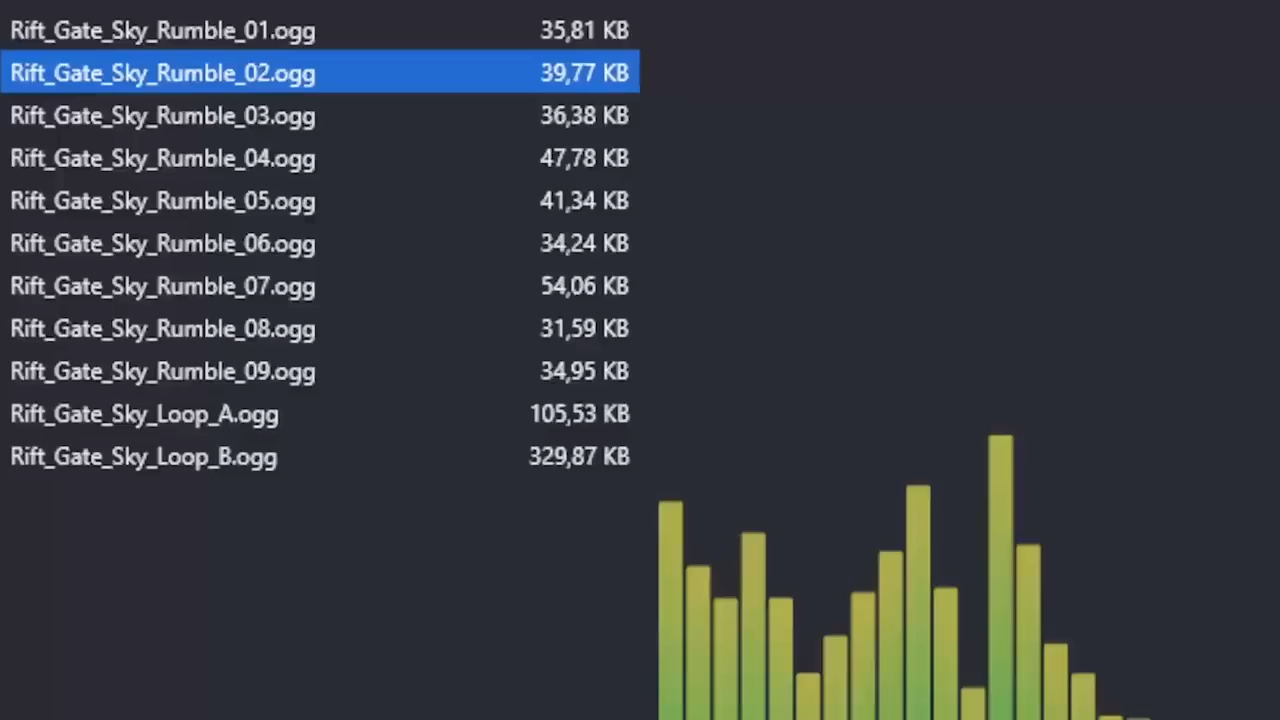 Rift_Gate_Sky_Rumble_01.ogg 35,81 KB
Rift_Gate_Sky_Rumble_02.ogg 39,77 KB
Rift_Gate_Sky_Rumble_03.ogg 36,38 KB
Rift_Gate_Sky_Rumble_04.ogg 47,78 KB
Rift_Gate_Sky_Rumble_05.ogg 41,34 KB
Rift_Gate_Sky_Rumble_06.ogg 34,24 KB
Rift_Gate_Sky_Rumble_07.ogg 54,06 KB
Rift_Gate_Sky_Rumble_08.ogg 31,59 KB
Rift_Gate_Sky_Rumble_09.ogg 34,95 KB
Rift_Gate_Sky_Loop_A.ogg 105,53 KB
Rift_Gate_Sky_Loop_B.ogg 329,87 KB